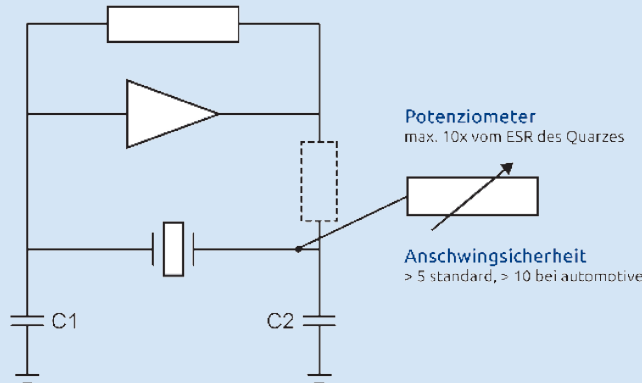 Potenziometer
max. 10x vom ESR des Quarzes
Anschwingsicherheit
> 5 standard, > 10 bei automotive
C1
C2